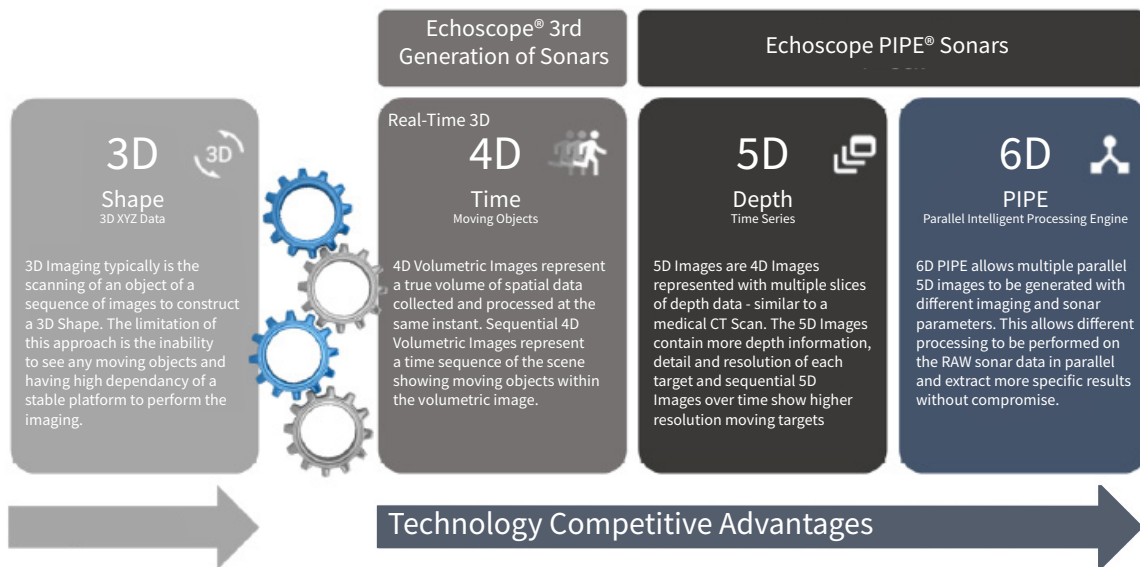 Echoscope® 3rd
Generation of Sonars
Echoscope PIPE® Sonars
3D
3D
Shape
3D XYZ Data
3D Imaging typically is the
scanning of an object of a
sequence of images to construct
a 3D Shape. The limitation of
this approach is the inability
to see any moving objects and
having high dependancy of a
stable platform to perform the
imaging.
Real-Time 3D
4D
Time
Moving Objects
4D Volumetric Images represent
a true volume of spatial data
collected and processed at the
same instant. Sequential 4D
Volumetric Images represent
a time sequence of the scene
showing moving objects within
the volumetric image.
5D
Depth
Time Series
5D Images are 4D Images
represented with multiple slices
of depth data - similar to a
medical CT Scan. The 5D Images
contain more depth information,
detail and resolution of each
target and sequential 5D
Images over time show higher
resolution moving targets
6D
PIPE
Parallel Intelligent Processing Engine
6D PIPE allows multiple parallel
5D images to be generated with
different imaging and sonar
parameters. This allows different
processing to be performed on
the RAW sonar data in parallel
and extract more specific results
without compromise.
Technology Competitive Advantages